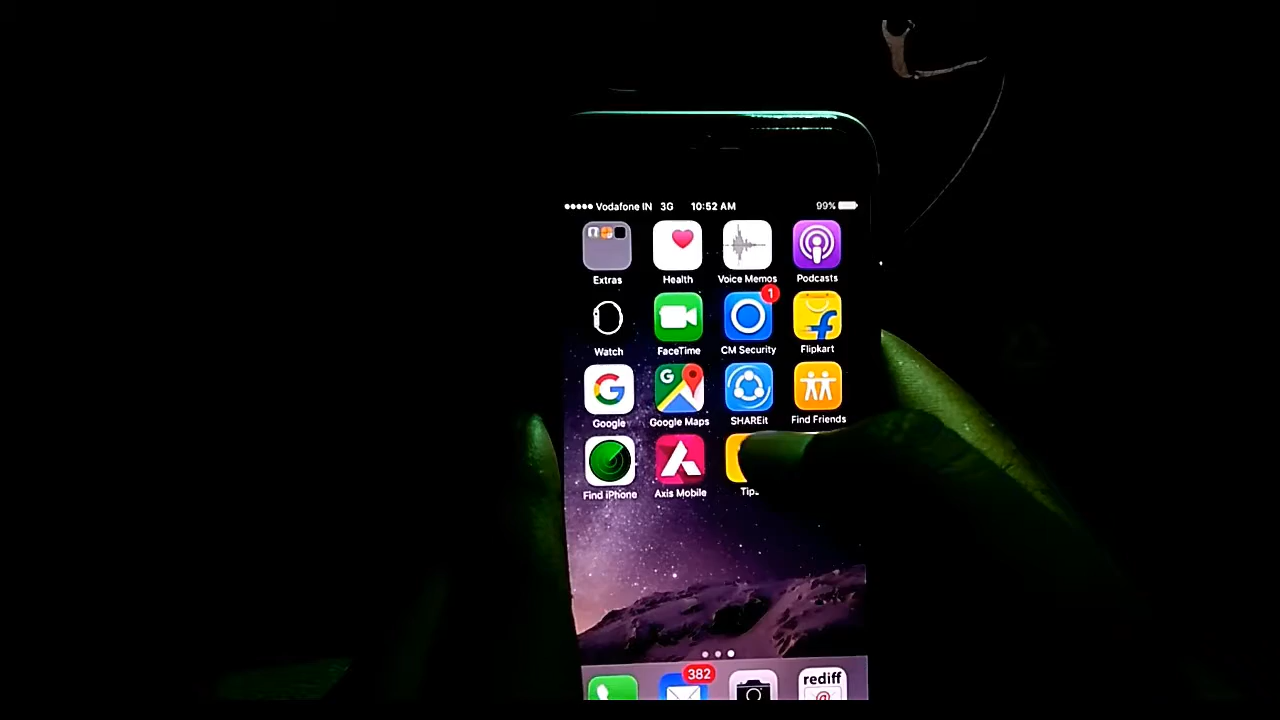 Vodafone IN 3G 10:52 AM 99%
Extras Health Voice Memos Podcasts
1
Watch FaceTime CM Security Flipkart
G G
Google Google Maps SHAREit Find Friends
Find iPhone Axis Mobile Tips
382
rediff
@